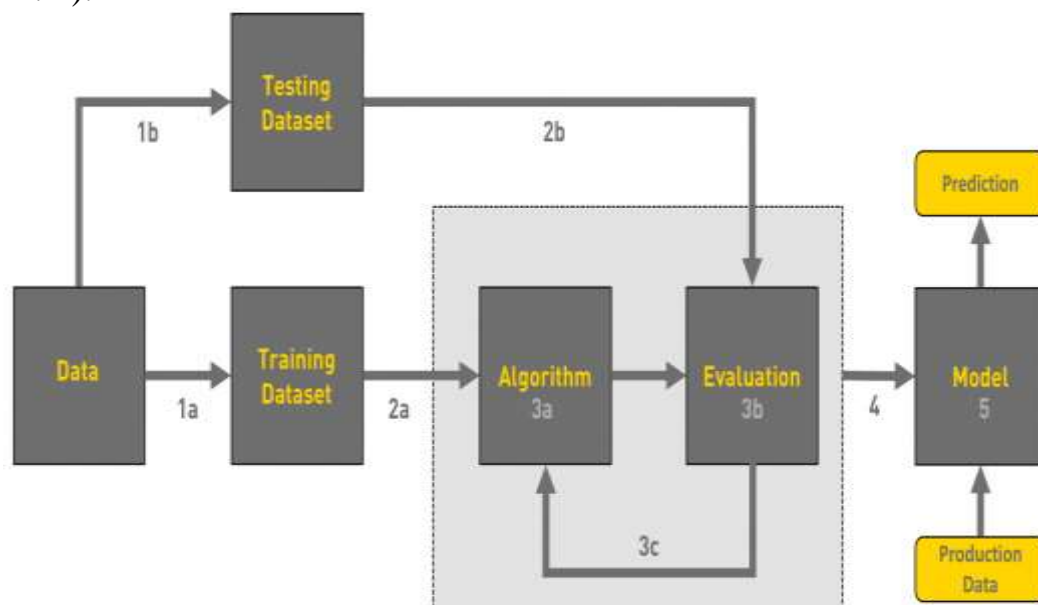 Testing
Dataset
1b
2b
Prediction
Data
Training
Dataset
Algorithm
3a
Evaluation
3b
Model
5
1a
2a
4
3c
Production
Data